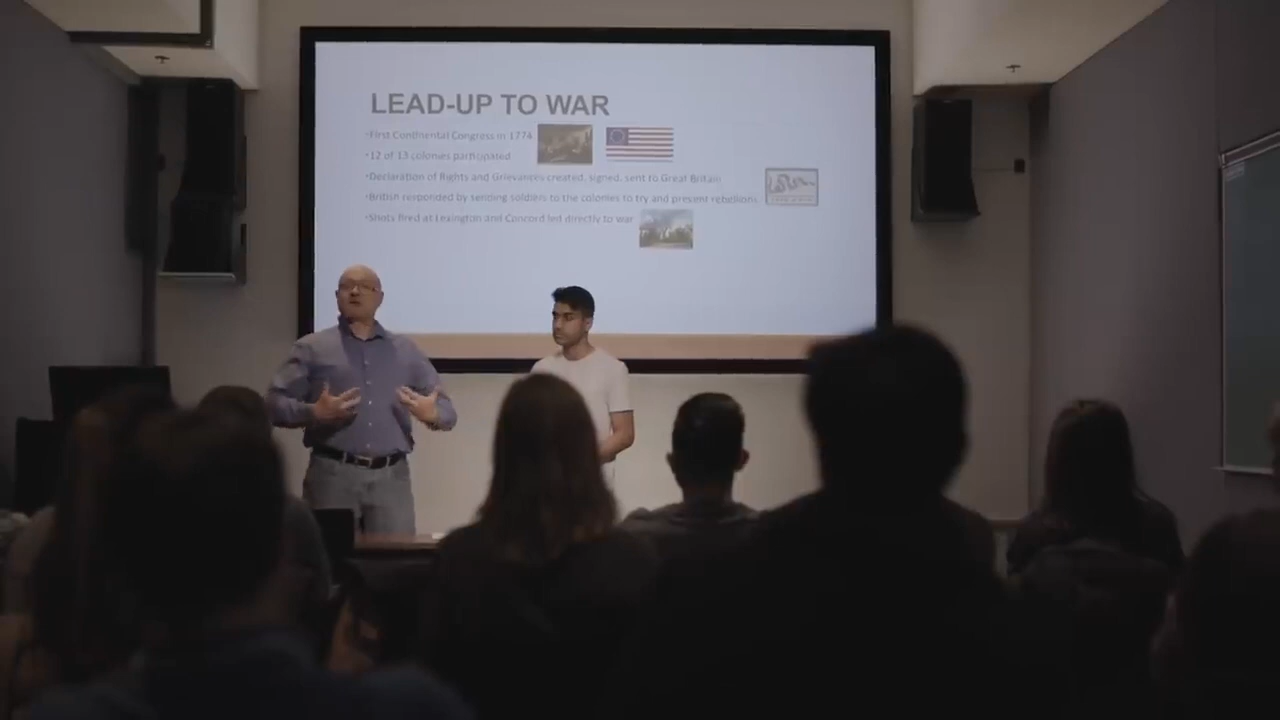 LEAD-UP TO WAR
•First Continental Congress in 1774
•12 of 13 colonies participated
•Declaration of Rights and Grievances created, signed, sent to Great Britain
•British responded by sending soldiers to the colonies to try and present rebellions
•Shots fired at Lexington and Concord led directly to war